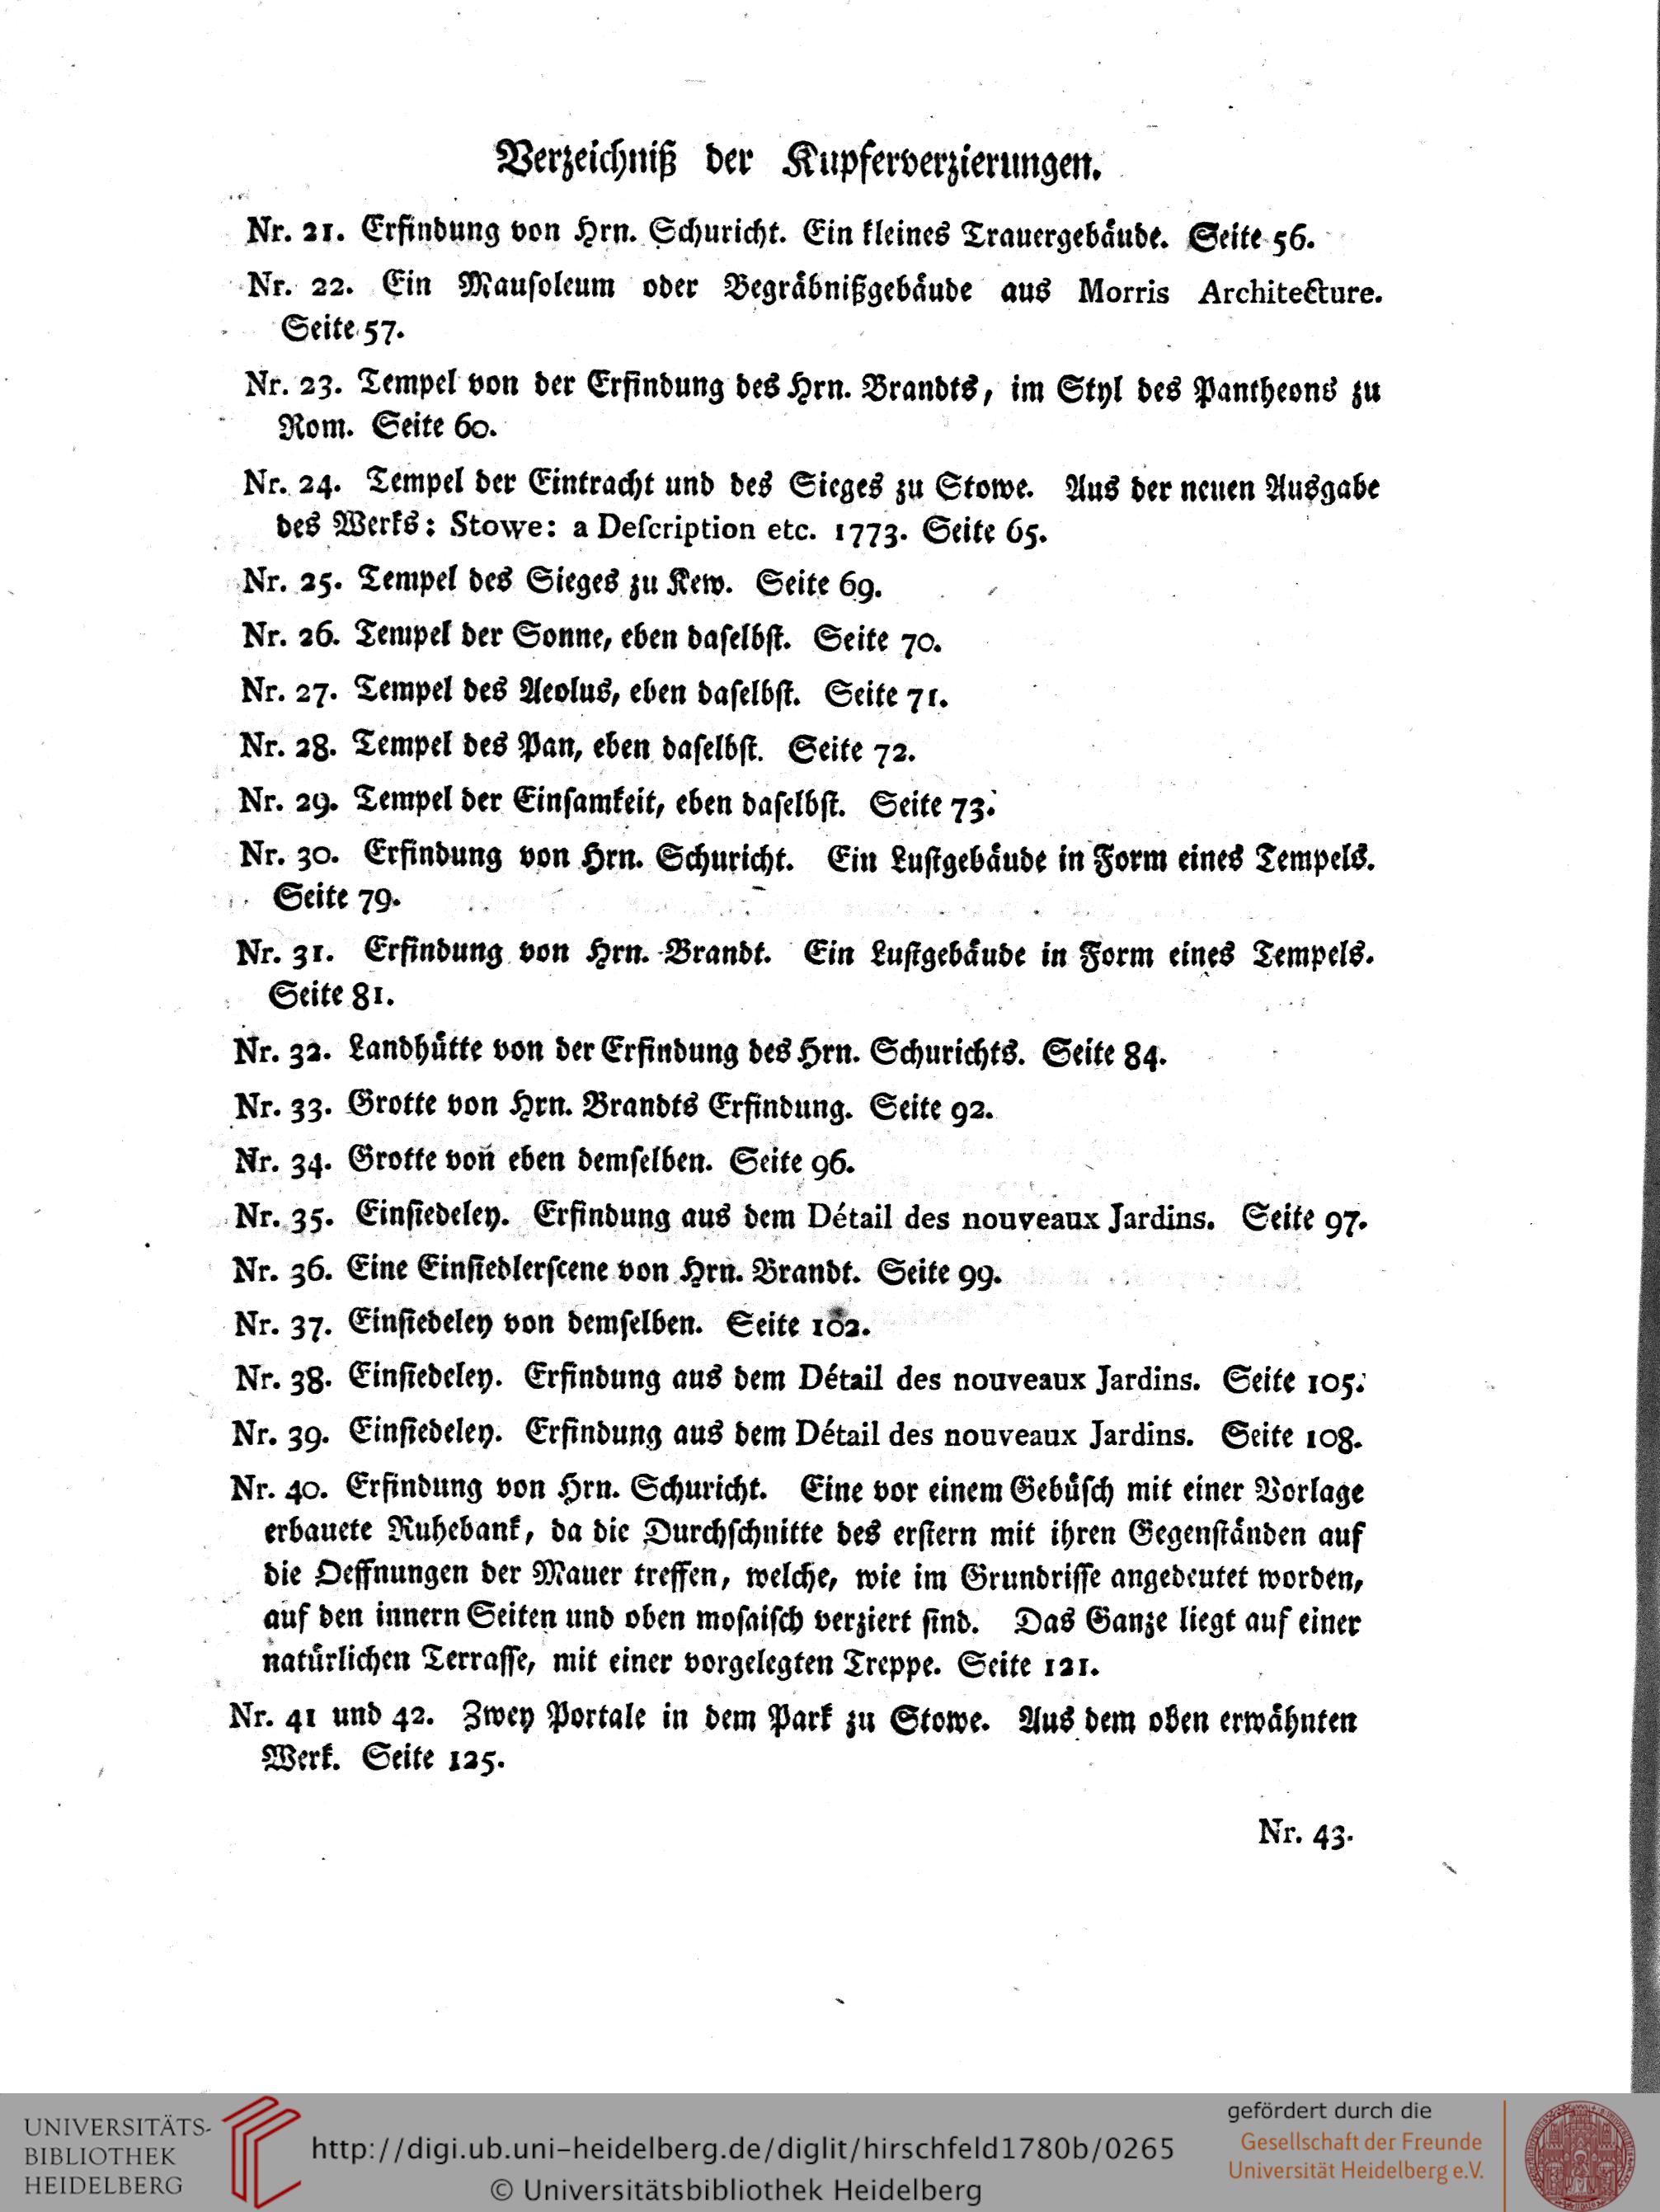 Verzeichniß der Kupferverzierungen.
Nr. 21. Erfindung von Hrn. Schuricht. Ein kleines Trauergebäude. Seite 56.
Nr. 22. Ein Mauſoleum oder Begräbnißgebäude aus Morris Architecture.
Seite 57.
Nr. 23. Tempel von der Erfindung des Hrn. Brandts, im Styl des Pantheons zu
Rom. Seite 60.
Nr. 24. Tempel der Eintracht und des Sieges zu Stowe. Aus der neuen Ausgabe
des Werks: Stowe: a Deſcription etc. 1773. Seite 65.
Nr. 25. Tempel des Sieges zu Kew. Seite 69.
Nr. 26. Tempel der Sonne, eben daſelbſt. Seite 70.
Nr. 27. Tempel des Aeolus, eben daſelbſt. Seite 71.
Nr. 28. Tempel des Pan, eben daſelbſt. Seite 72.
Nr. 29. Tempel der Einſamkeit, eben daſelbſt. Seite 73.
Nr. 30. Erfindung von Hrn. Schuricht. Ein Luſtgebäude in Form eines Tempels.
Seite 79.
Nr. 31. Erfindung von Hrn. Brandt. Ein Luſtgebäude in Form eines Tempels.
Seite 81.
Nr. 32. Landhütte von der Erfindung des Hrn. Schurichts. Seite 84.
Nr. 33. Grotte von Hrn. Brandts Erfindung. Seite 92.
Nr. 34. Grotte von eben demſelben. Seite 96.
Nr. 35. Einſiedeley. Erfindung aus dem Détail des nouveaux Jardins. Seite 97.
Nr. 36. Eine Einſiedlerſcene von Hrn. Brandt. Seite 99.
Nr. 37. Einſiedeley von demſelben. Seite 102.
Nr. 38. Einſiedeley. Erfindung aus dem Détail des nouveaux Jardins. Seite 105.
Nr. 39. Einſiedeley. Erfindung aus dem Détail des nouveaux Jardins. Seite 108.
Nr. 40. Erfindung von Hrn. Schuricht. Eine vor einem Gebüſch mit einer Vorlage
erbauete Ruhebank, da die Durchſchnitte des erſtern mit ihren Gegenſtänden auf
die Oeffnungen der Mauer treffen, welche, wie im Grundriſſe angedeutet worden,
auf den innern Seiten und oben moſaiſch verziert ſind. Das Ganze liegt auf einer
natürlichen Terraſſe, mit einer vorgelegten Treppe. Seite 121.
Nr. 41 und 42. Zwey Portale in dem Park zu Stowe. Aus dem oben erwähnten
Werk. Seite 125.
Nr. 43.
UNIVERSITÄTS-
BIBLIOTHEK
HEIDELBERG
http://digi.ub.uni-heidelberg.de/diglit/hirschfeld1780b/0265
© Universitätsbibliothek Heidelberg
gefördert durch die
Gesellschaft der Freunde
Universität Heidelberg e.V.